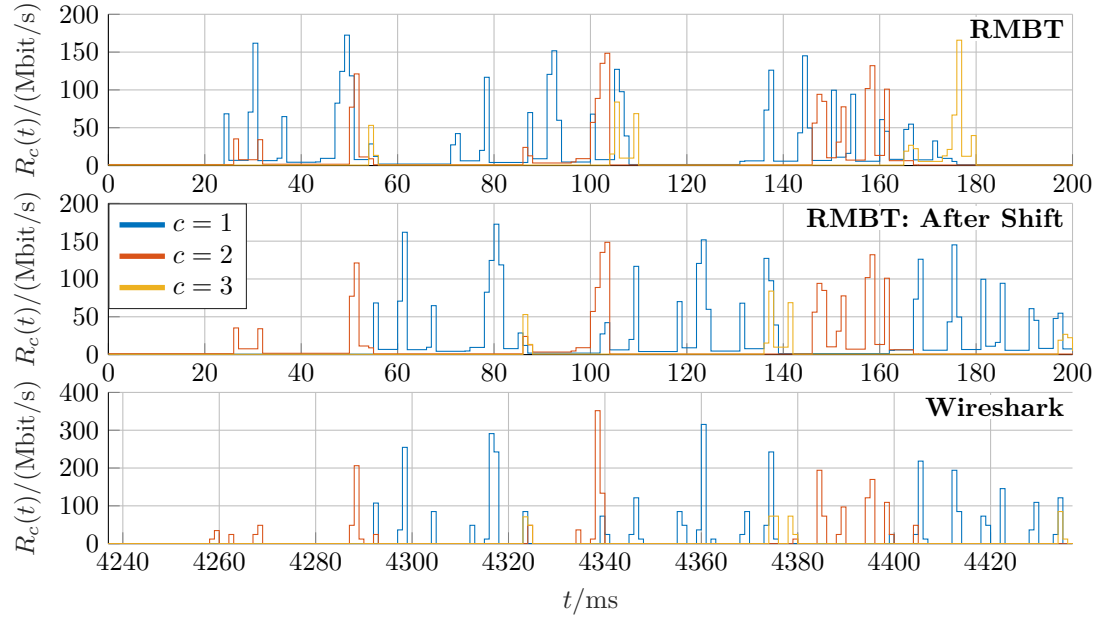 200
150
100
50
0
R_c(t)/(Mbit/s)
RMBT
0 20 40 60 80 100 120 140 160 180 200
200
150
100
50
0
R_c(t)/(Mbit/s)
RMBT: After Shift
c = 1
c = 2
c = 3
0 20 40 60 80 100 120 140 160 180 200
400
300
200
100
0
R_c(t)/(Mbit/s)
Wireshark
4240 4260 4280 4300 4320 4340 4360 4380 4400 4420
t/ms